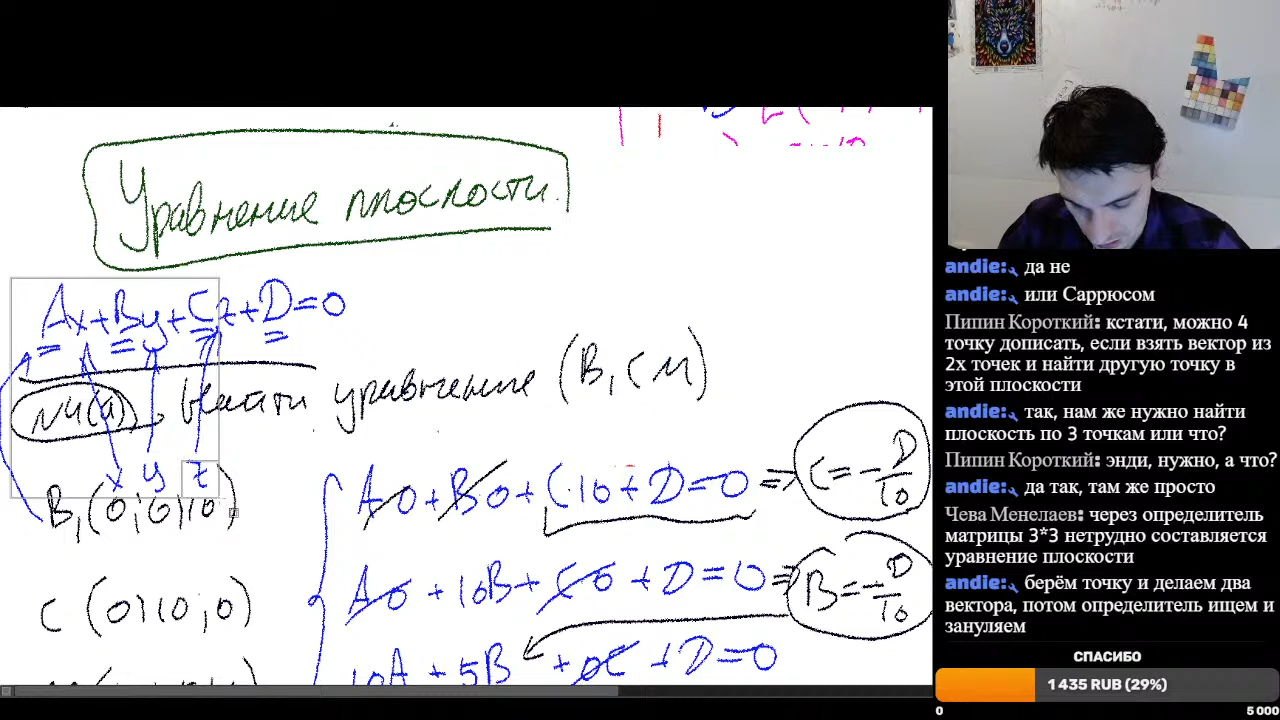 Уравнение плоскости.
Ax+By+Cz+D=0
№4(а). уравнение (B₁CM)
x y z
B₁(0;0;10)
A·0+B·0+C·10+D=0 => C=-D/10
C(0;10;0)
A·0+10B+C·0+D=0 => B=-D/10
10A+5B+0C+D=0
andie: да не
andie: или Саррюсом
Пипин Короткий: кстати, можно 4
точку дописать, если взять вектор из
2х точек и найти другую точку в
этой плоскости
andie: так, нам же нужно найти
плоскость по 3 точкам или что?
Пипин Короткий: энди, нужно, а что?
andie: да так, там же просто
Чева Менелаев: через определитель
матрицы 3*3 нетрудно составляется
уравнение плоскости
andie: берём точку и делаем два
вектора, потом определитель ищем и
зануляем
СПАСИБО
1 435 RUB (29%)
0 5 000